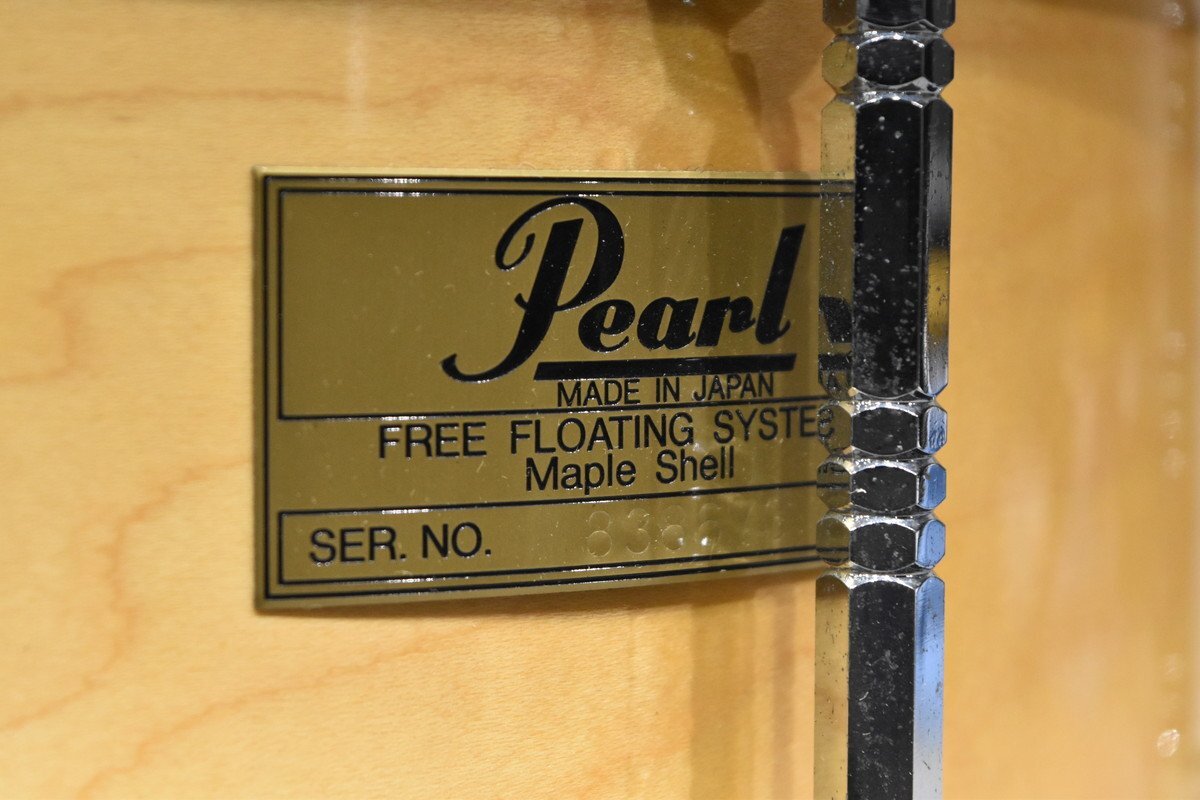 Pearl
MADE IN JAPAN
FREE FLOATING SYSTE
Maple Shell
SER. NO.